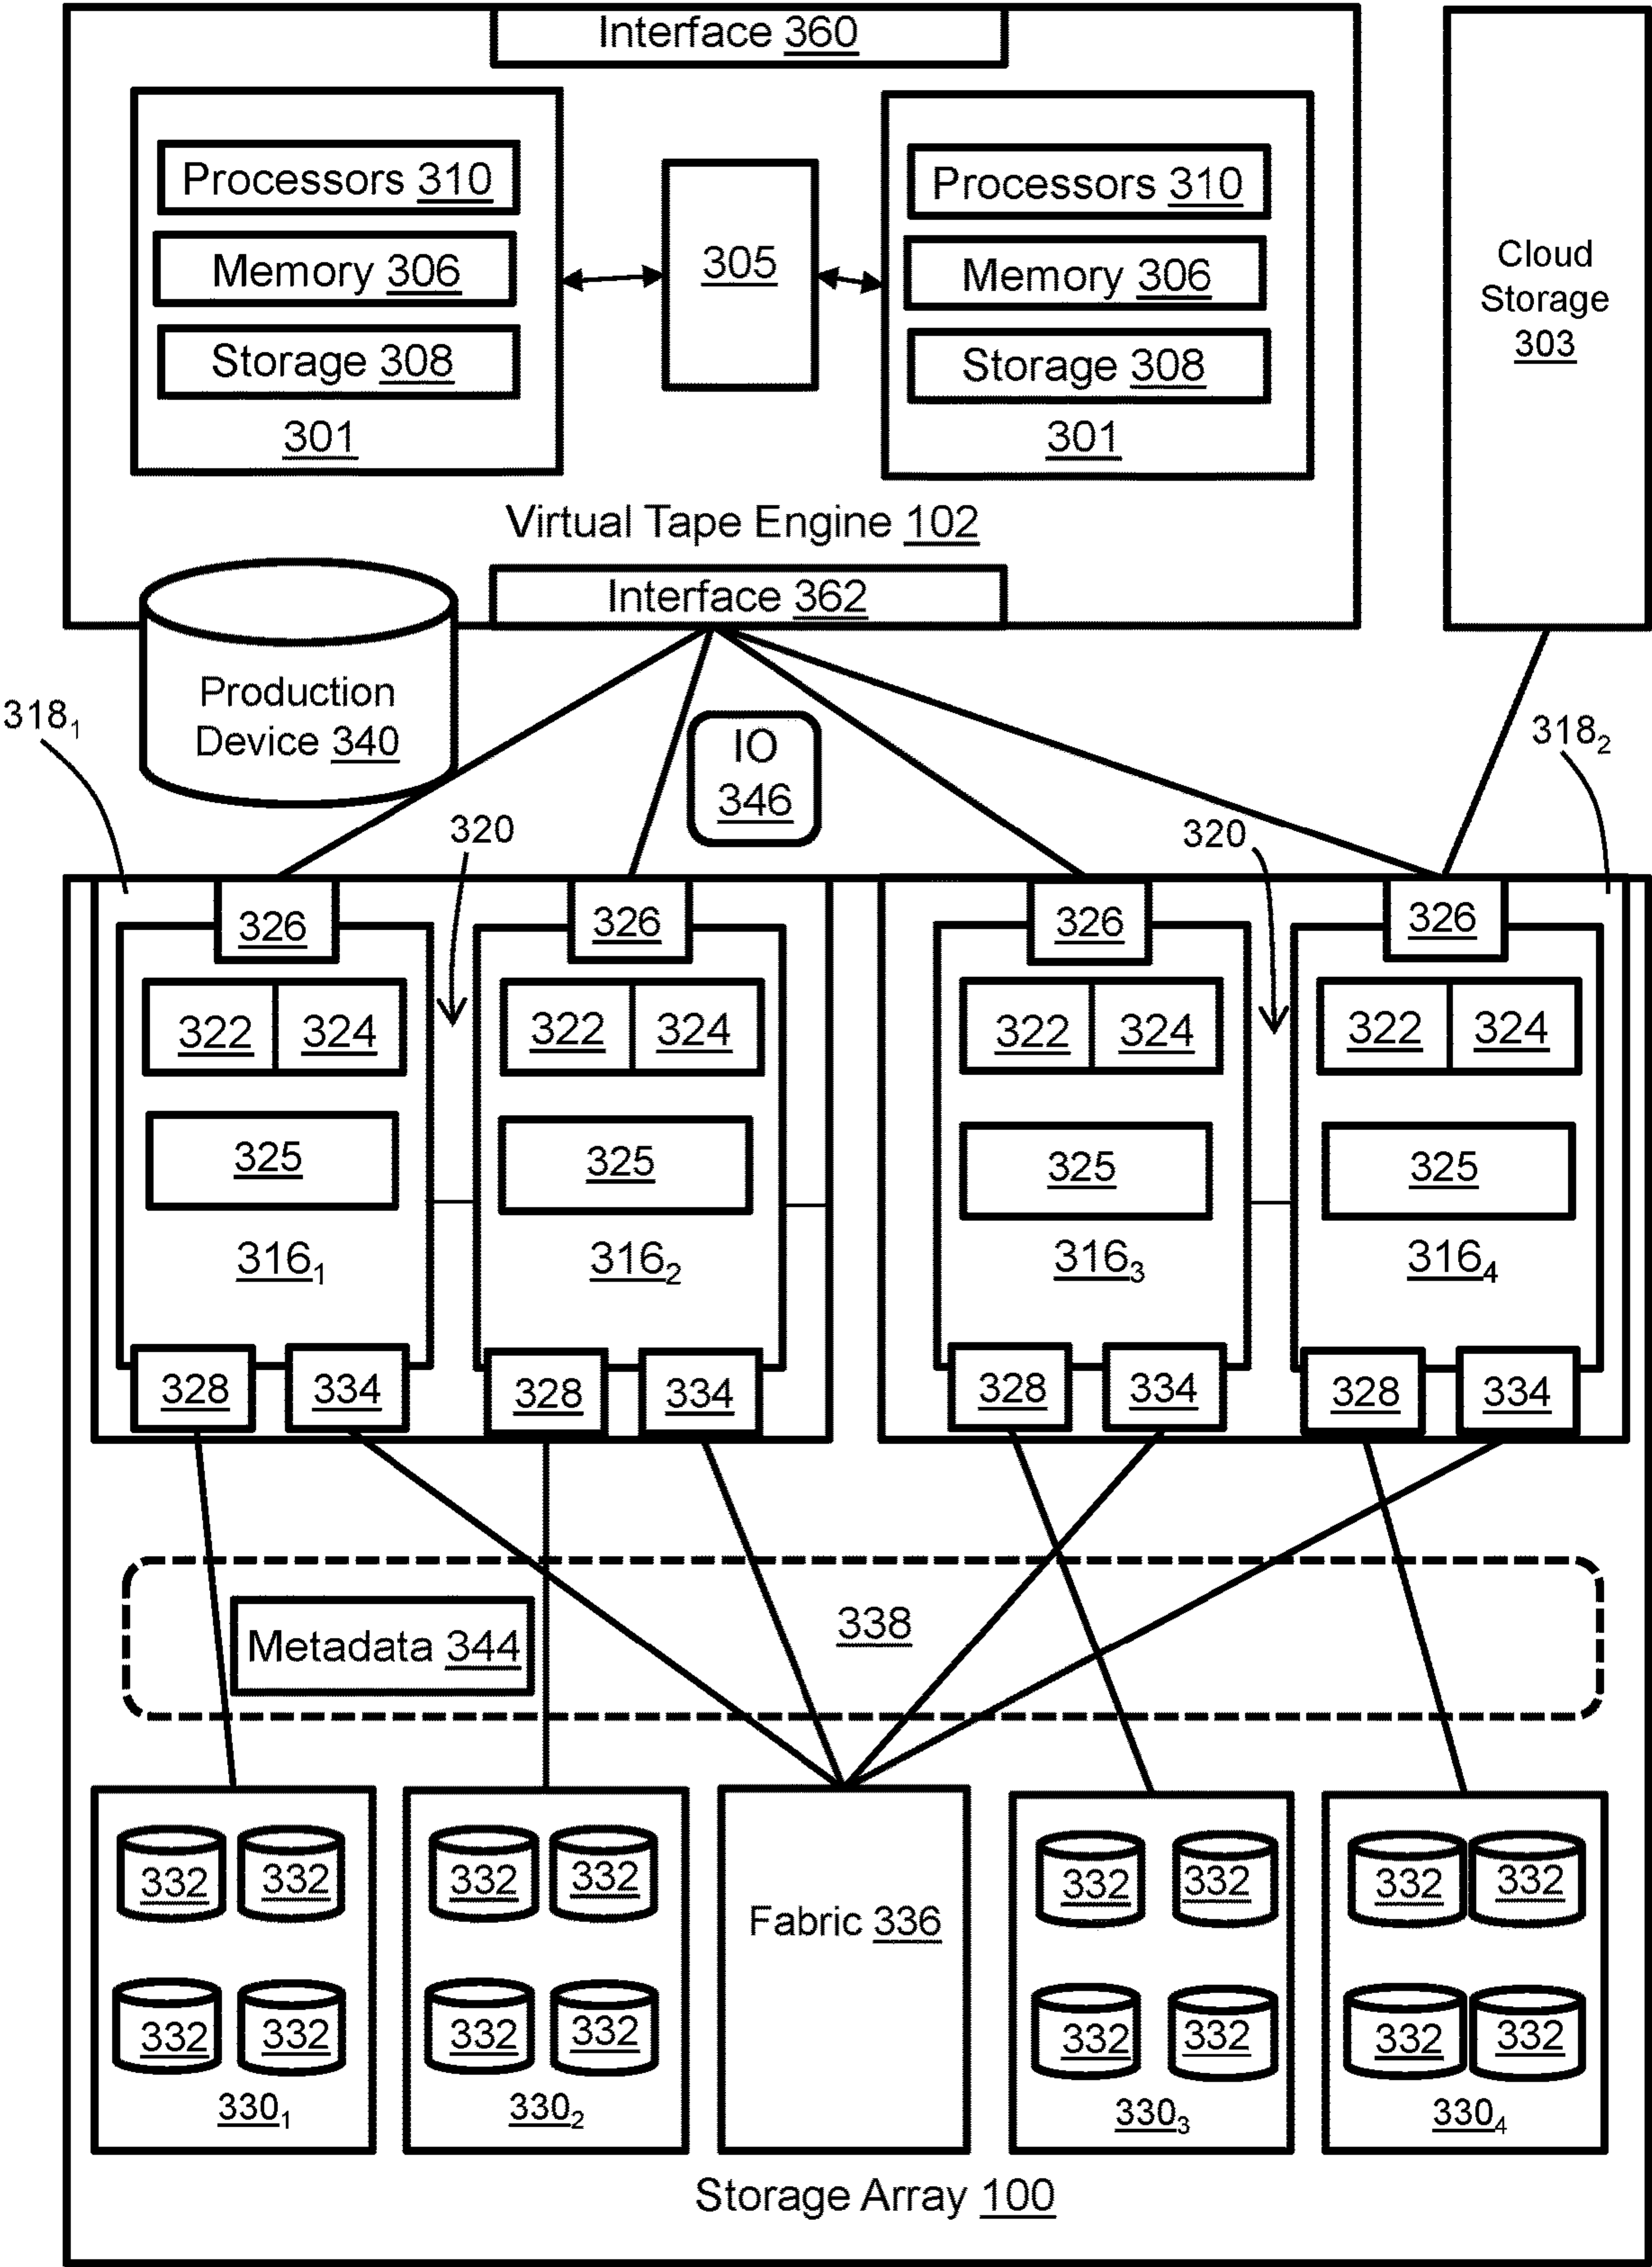 Interface 360
Processors 310
Memory 306
Storage 308
301
305
Processors 310
Memory 306
Storage 308
301
Cloud
Storage
303
Virtual Tape Engine 102
Interface 362
Production
Device 340
IO
346
318₁
318₂
320
320
326
326
326
326
322 324
322 324
322 324
322 324
325
325
325
325
316₁
316₂
316₃
316₄
328 334
328 334
328 334
328 334
Metadata 344
338
332 332
332 332
330₁
332 332
332 332
330₂
Fabric 336
332 332
332 332
330₃
332 332
332 332
330₄
Storage Array 100